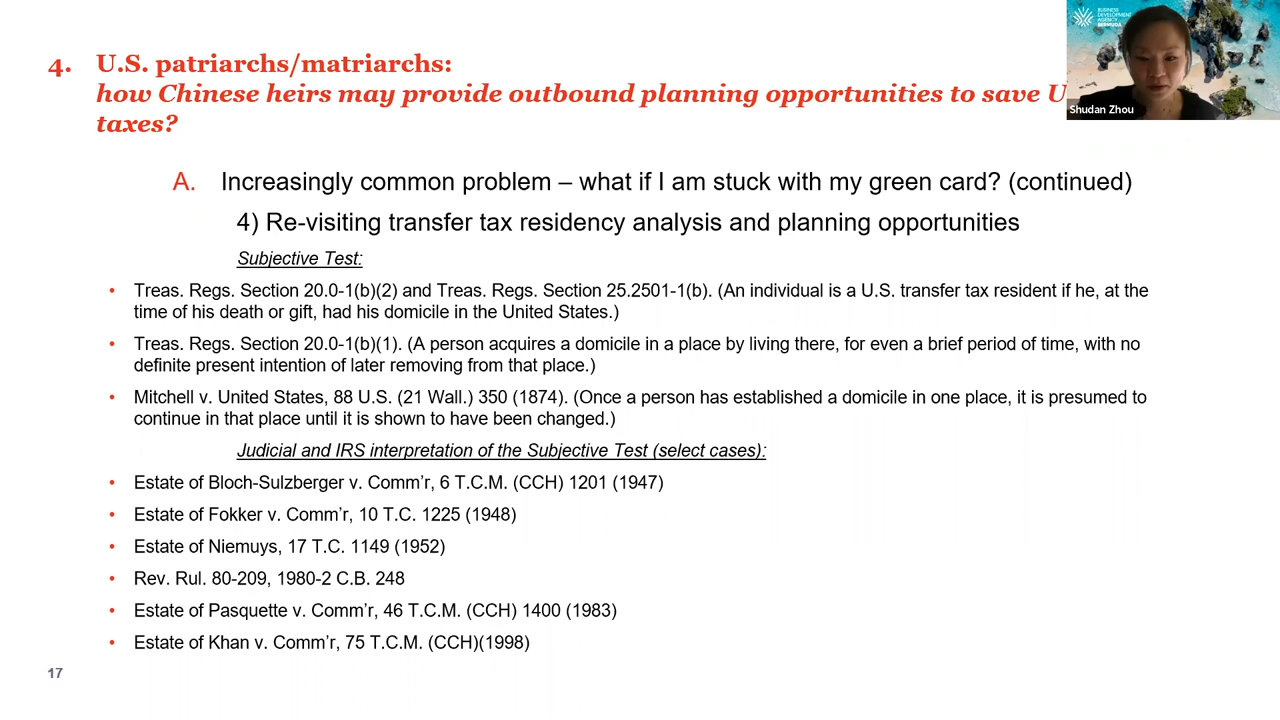 4. U.S. patriarchs/matriarchs:
how Chinese heirs may provide outbound planning opportunities to save U
taxes?
BUSINESS
DEVELOPMENT
AGENCY
BERMUDA
Shudan Zhou
A. Increasingly common problem – what if I am stuck with my green card? (continued)
4) Re-visiting transfer tax residency analysis and planning opportunities
Subjective Test:
• Treas. Regs. Section 20.0-1(b)(2) and Treas. Regs. Section 25.2501-1(b). (An individual is a U.S. transfer tax resident if he, at the
time of his death or gift, had his domicile in the United States.)
• Treas. Regs. Section 20.0-1(b)(1). (A person acquires a domicile in a place by living there, for even a brief period of time, with no
definite present intention of later removing from that place.)
• Mitchell v. United States, 88 U.S. (21 Wall.) 350 (1874). (Once a person has established a domicile in one place, it is presumed to
continue in that place until it is shown to have been changed.)
Judicial and IRS interpretation of the Subjective Test (select cases):
• Estate of Bloch-Sulzberger v. Comm’r, 6 T.C.M. (CCH) 1201 (1947)
• Estate of Fokker v. Comm’r, 10 T.C. 1225 (1948)
• Estate of Niemuys, 17 T.C. 1149 (1952)
• Rev. Rul. 80-209, 1980-2 C.B. 248
• Estate of Pasquette v. Comm’r, 46 T.C.M. (CCH) 1400 (1983)
• Estate of Khan v. Comm’r, 75 T.C.M. (CCH)(1998)
17